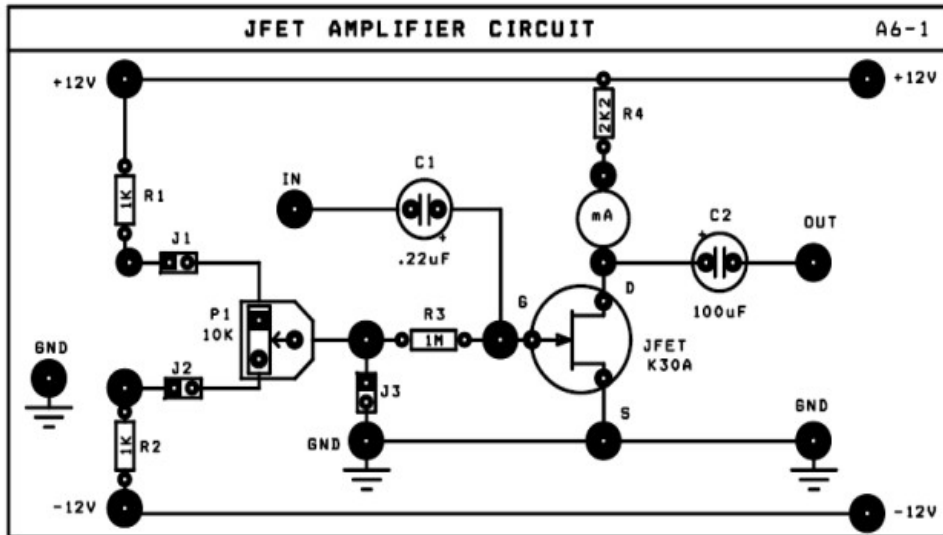 JFET AMPLIFIER CIRCUIT A6-1
+12V +12V
R4
2K2
C1
IN
1K
R1
mA
C2
OUT
J1
+
+
.22uF
P1
10K
R3
G
D
100uF
1M
JFET
K30A
GND
J2
J3
S
GND
GND
1K
R2
-12V -12V